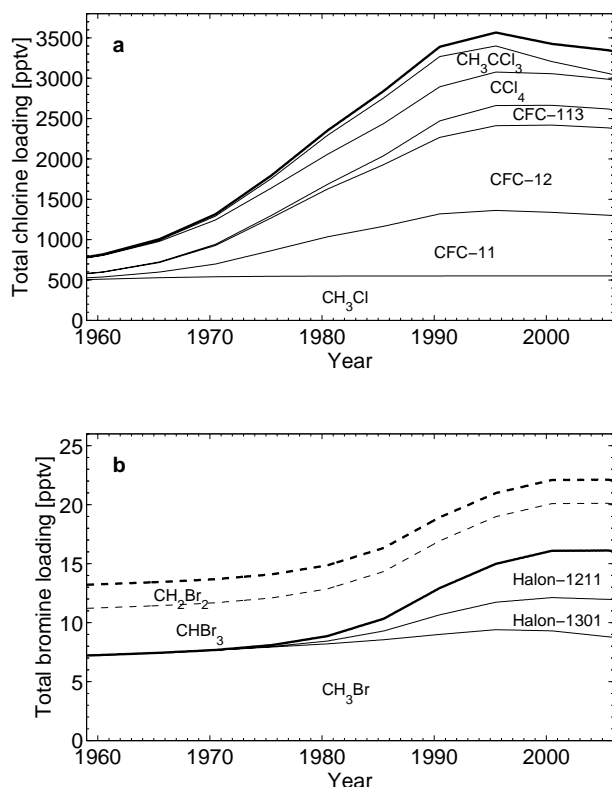 a
Total chlorine loading [pptv]
3500
3000
2500
2000
1500
1000
500
0
CH₃CCl₃
CCl₄
CFC−113
CFC−12
CFC−11
CH₃Cl
1960 1970 1980 1990 2000
Year
b
Total bromine loading [pptv]
25
20
15
10
5
0
CH₂Br₂
CHBr₃
Halon−1211
Halon−1301
CH₃Br
1960 1970 1980 1990 2000
Year